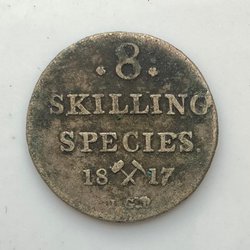 .8.
SKILLING
SPECIES.
18 17